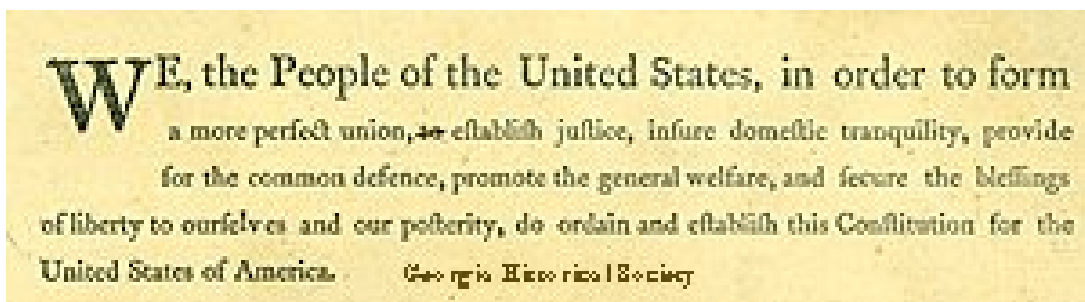 WE, the People of the United States, in order to form
a more perfect union, to eſtabliſh juſtice, inſure domeſtic tranquility, provide
for the common defence, promote the general welfare, and ſecure the bleſſings
of liberty to ourſelves and our poſterity, do ordain and eſtabliſh this Conſtitution for the
United States of America. Georgia Historical Society